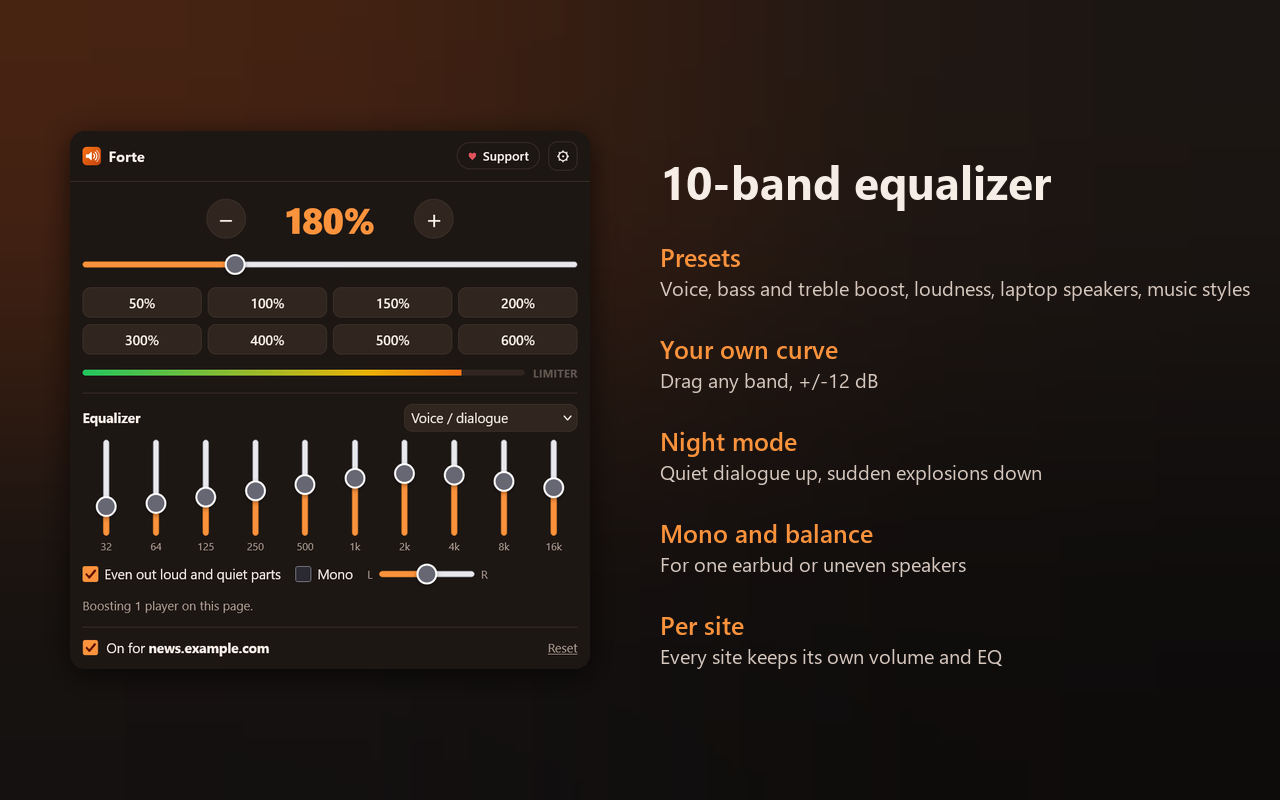 Forte
Support
− 180% +
50% 100% 150% 200%
300% 400% 500% 600%
LIMITER
Equalizer
Voice / dialogue
32 64 125 250 500 1k 2k 4k 8k 16k
Even out loud and quiet parts Mono L R
Boosting 1 player on this page.
On for news.example.com Reset
10-band equalizer
Presets
Voice, bass and treble boost, loudness, laptop speakers, music styles
Your own curve
Drag any band, +/-12 dB
Night mode
Quiet dialogue up, sudden explosions down
Mono and balance
For one earbud or uneven speakers
Per site
Every site keeps its own volume and EQ